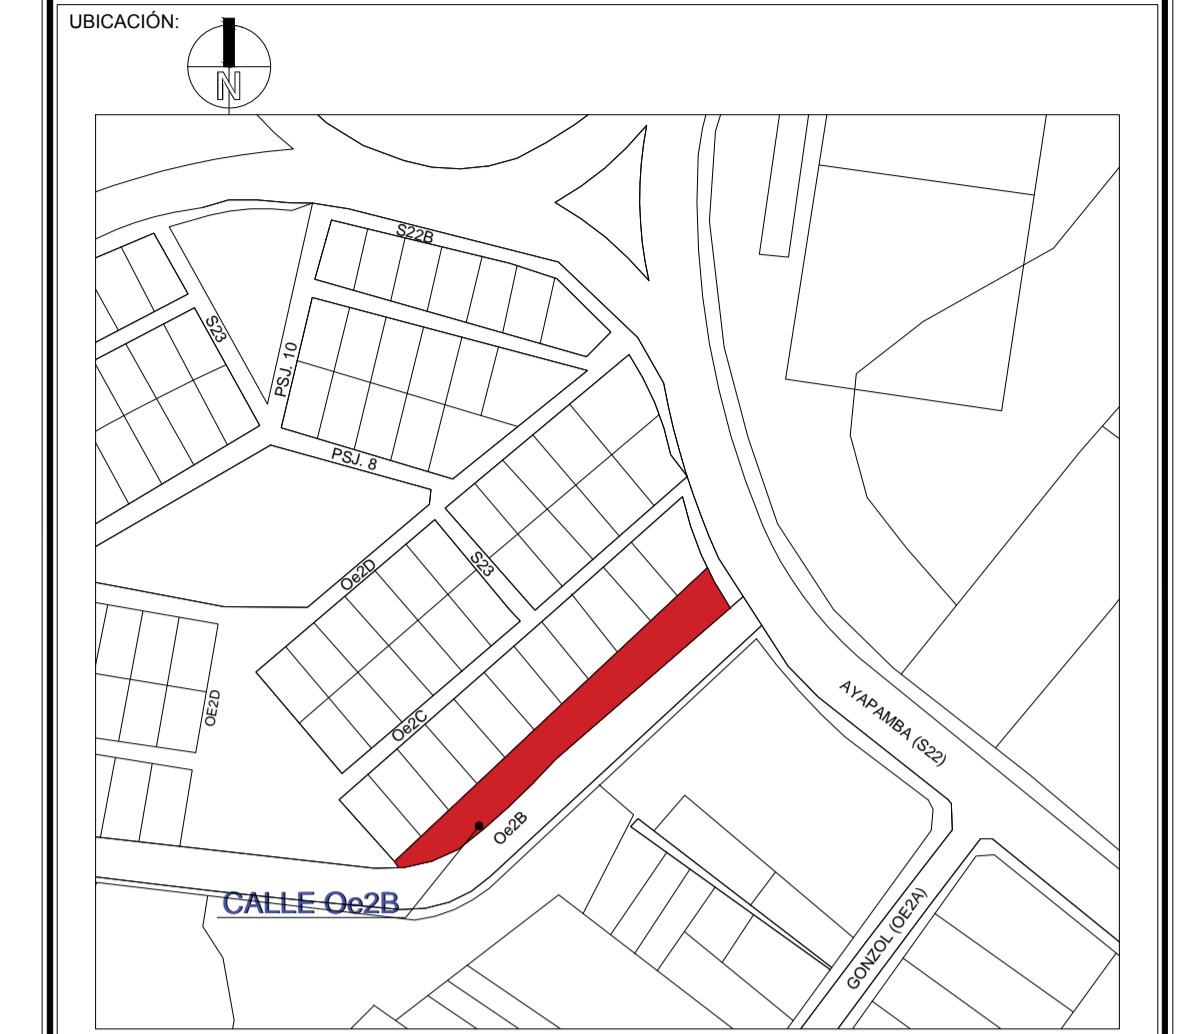 UBICACIÓN:
N
S22B
S23
PSJ. 10
PSJ. 8
Oe2D
S23
OE2D
Oe2C
AYAPAMBA (S22)
Oe2B
CALLE Oe2B
GONZOL (OE2A)